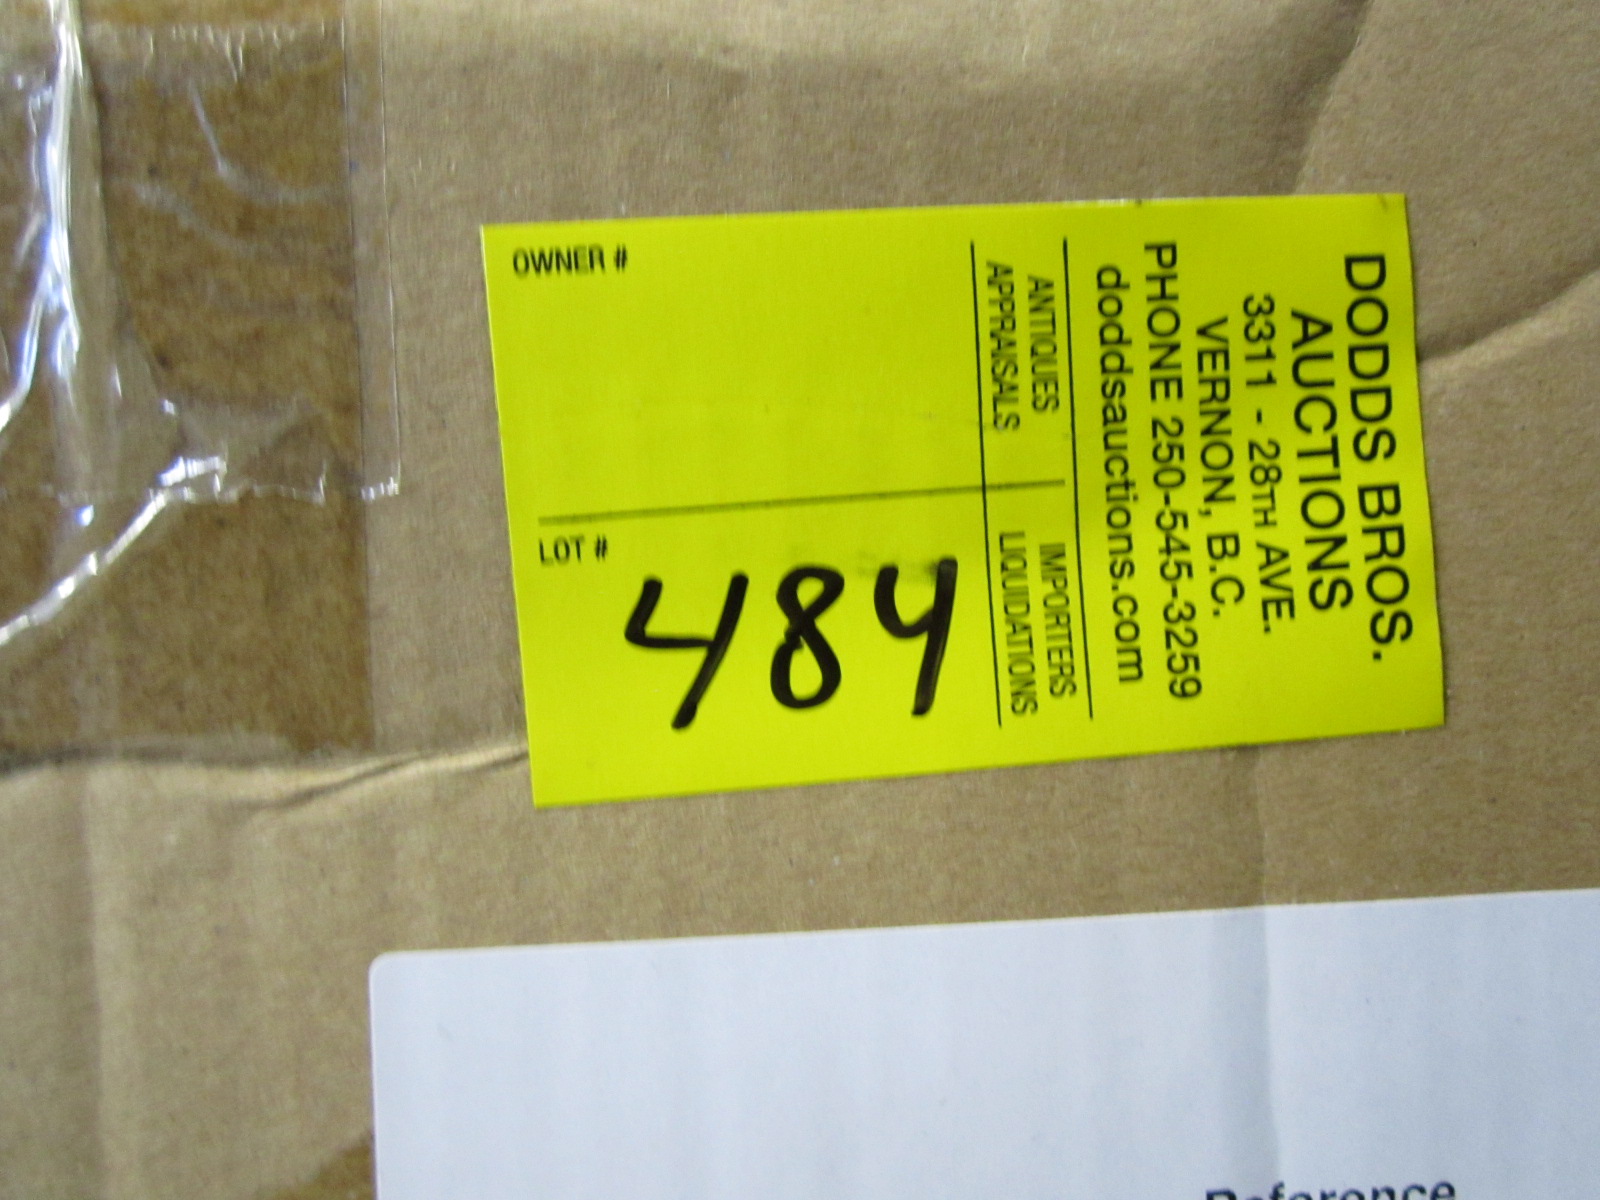 DODDS BROS.
AUCTIONS
3311 - 28TH AVE.
VERNON, B.C.
PHONE 250-545-3259
doddsauctions.com
ANTIQUES
APPRAISALS
IMPORTERS
LIQUIDATIONS
OWNER #
LOT #
484
Reference